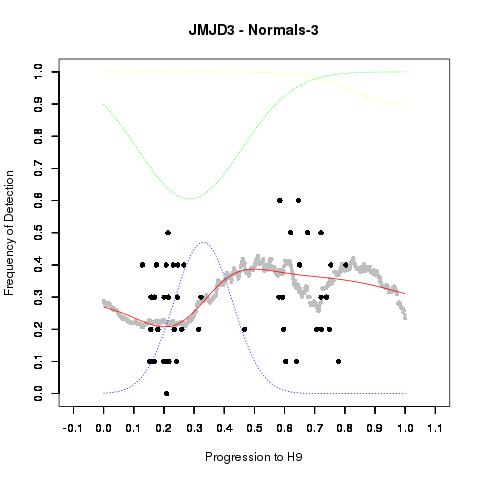 JMJD3 - Normals-3
Frequency of Detection
0.0 0.1 0.2 0.3 0.4 0.5 0.6 0.7 0.8 0.9 1.0
-0.1 0.0 0.1 0.2 0.3 0.4 0.5 0.6 0.7 0.8 0.9 1.0 1.1
Progression to H9